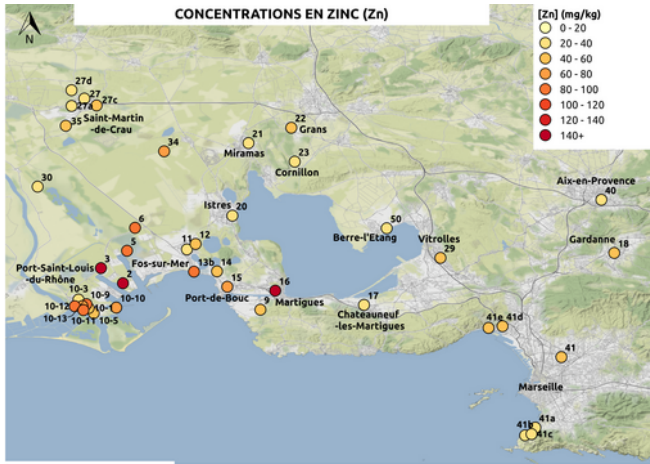 CONCENTRATIONS EN ZINC (Zn)
N
[Zn] (mg/kg)
0 - 20
20 - 40
40 - 60
60 - 80
80 - 100
100 - 120
120 - 140
140+
27d
27
27a
27c
35
Saint-Martin
-de-Crau
34
21
Miramas
22
Grans
23
Cornillon
30
Aix-en-Provence
40
Istres
20
6
50
Berre-l'Etang
Vitrolles
29
Gardanne
18
5
12
11
Fos-sur-Mer
3
Port-Saint-Louis
-du-Rhône
2
13b
14
15
Port-de-Bouc
16
Martigues
9
17
Chateauneuf
-les-Martigues
10-3
10-9
10-12
10-10
10-13
10-11
10-5
41e
41d
41
Marseille
41a
41b
41c